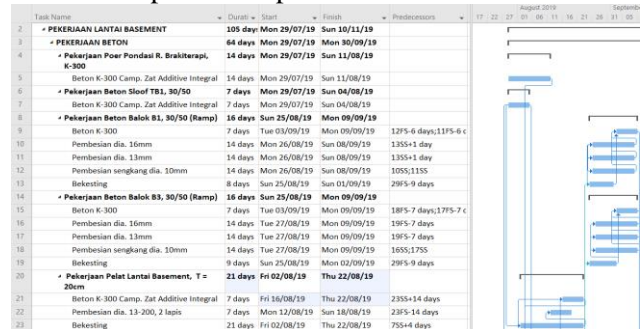 Task Name Durati Start Finish Predecessors August 2019 Septemb
17 22 27 01 06 11 16 21 26 31 05
2 PEKERJAAN LANTAI BASEMENT 105 days Mon 29/07/19 Sun 10/11/19
3 PEKERJAAN BETON 64 days Mon 29/07/19 Mon 30/09/19
4 Pekerjaan Poer Pondasi R. Brakiterapi, 14 days Mon 29/07/19 Sun 11/08/19
K-300
5 Beton K-300 Camp. Zat Additive Integral 14 days Mon 29/07/19 Sun 11/08/19
6 Pekerjaan Beton Sloof TB1, 30/50 7 days Mon 29/07/19 Sun 04/08/19
7 Beton K-300 Camp. Zat Additive Integral 7 days Mon 29/07/19 Sun 04/08/19
8 Pekerjaan Beton Balok B1, 30/50 (Ramp) 16 days Sun 25/08/19 Mon 09/09/19
9 Beton K-300 7 days Tue 03/09/19 Mon 09/09/19 12FS-6 days;11FS-6 d
10 Pembesian dia. 16mm 14 days Mon 26/08/19 Sun 08/09/19 13SS+1 day
11 Pembesian dia. 13mm 14 days Mon 26/08/19 Sun 08/09/19 13SS+1 day
12 Pembesian sengkang dia. 10mm 14 days Mon 26/08/19 Sun 08/09/19 10SS;11SS
13 Bekesting 8 days Sun 25/08/19 Sun 01/09/19 29FS-9 days
14 Pekerjaan Beton Balok B3, 30/50 (Ramp) 16 days Sun 25/08/19 Mon 09/09/19
15 Beton K-300 7 days Tue 03/09/19 Mon 09/09/19 18FS-7 days;17FS-7 d
16 Pembesian dia. 16mm 14 days Tue 27/08/19 Mon 09/09/19 19FS-7 days
17 Pembesian dia. 13mm 14 days Tue 27/08/19 Mon 09/09/19 19FS-7 days
18 Pembesian sengkang dia. 10mm 14 days Tue 27/08/19 Mon 09/09/19 16SS;17SS
19 Bekesting 9 days Sun 25/08/19 Mon 02/09/19 29FS-9 days
20 Pekerjaan Pelat Lantai Basement, T = 21 days Fri 02/08/19 Thu 22/08/19
20cm
21 Beton K-300 Camp. Zat Additive Integral 7 days Fri 16/08/19 Thu 22/08/19 23SS+14 days
22 Pembesian dia. 13-200, 2 lapis 7 days Mon 12/08/19 Sun 18/08/19 23FS-14 days
23 Bekesting 21 days Fri 02/08/19 Thu 22/08/19 7SS+4 days